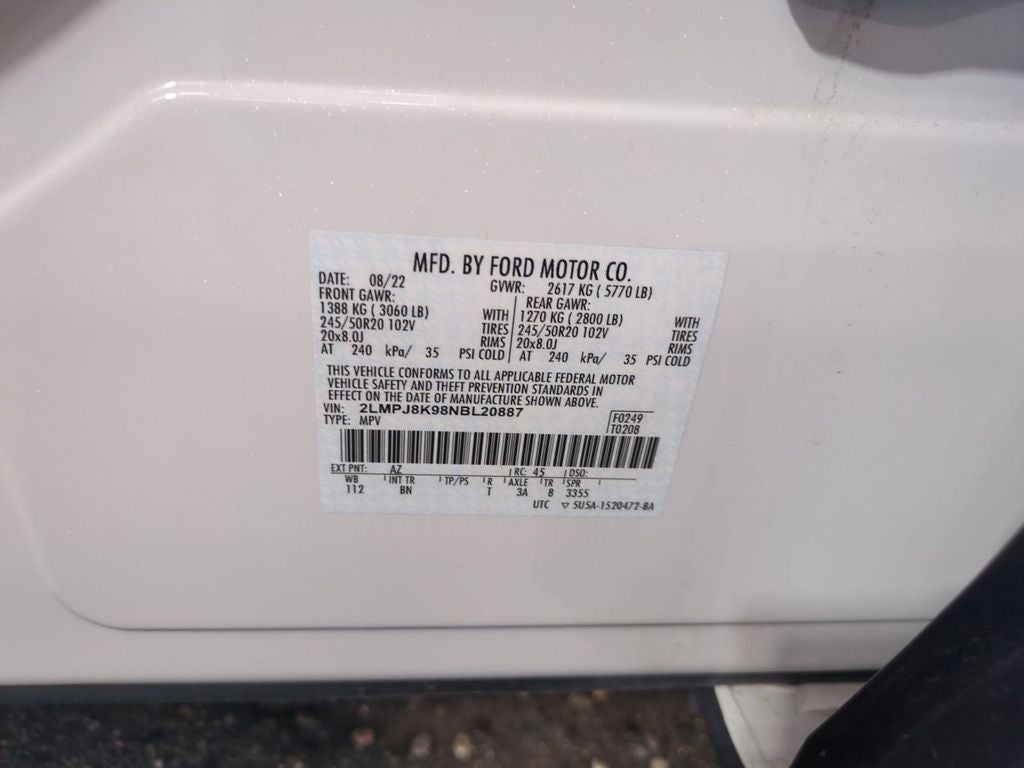 MFD. BY FORD MOTOR CO.
DATE: 08/22 GVWR: 2617 KG ( 5770 LB)
FRONT GAWR: REAR GAWR:
1388 KG ( 3060 LB) WITH 1270 KG ( 2800 LB) WITH
245/50R20 102V TIRES 245/50R20 102V TIRES
20x8.0J RIMS 20x8.0J RIMS
AT 240 kPa/ 35 PSI COLD AT 240 kPa/ 35 PSI COLD
THIS VEHICLE CONFORMS TO ALL APPLICABLE FEDERAL MOTOR
VEHICLE SAFETY AND THEFT PREVENTION STANDARDS IN
EFFECT ON THE DATE OF MANUFACTURE SHOWN ABOVE.
VIN: 2LMPJ8K98NBL20887 F0249
TYPE: MPV T0208
EXT PNT: AZ RC: 45 DSO:
WB INT TR TP/PS R AXLE TR SPR
112 BN T 3A B 3355
UTC ▽ 5U5A-1520472-BA